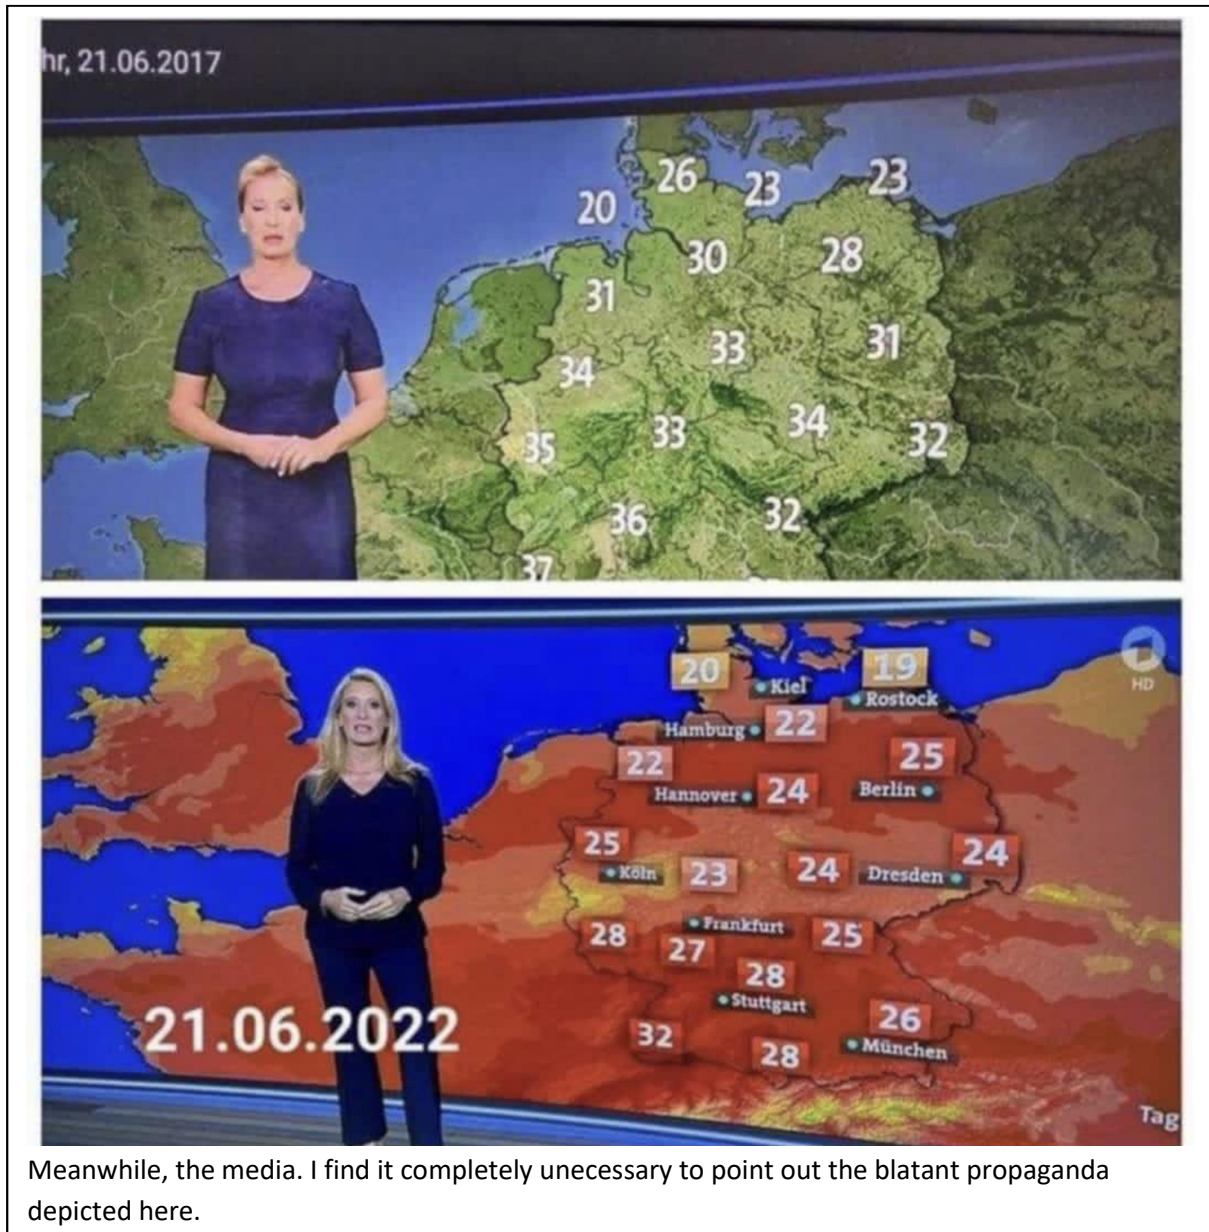 hr, 21.06.2017
26
23
23
20
30
28
31
33
31
34
33
34
32
35
36
32
37
20
19
HD
Kiel
Rostock
Hamburg
22
22
25
Hannover
24
Berlin
25
Köln
23
24
Dresden
24
Frankfurt
28
27
25
28
Stuttgart
21.06.2022
32
26
28
München
Tag
Meanwhile, the media. I find it completely unecessary to point out the blatant propaganda
depicted here.